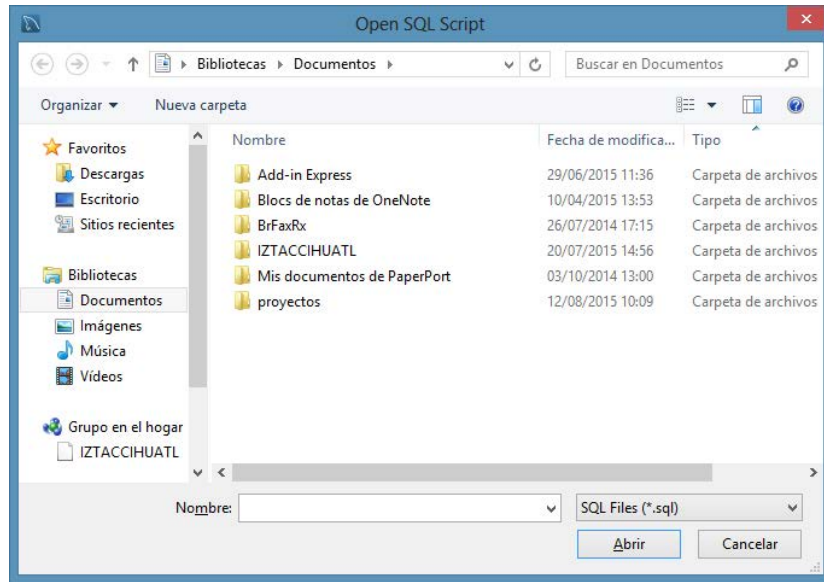 Open SQL Script
Bibliotecas Documentos
Buscar en Documentos
Organizar Nueva carpeta
Favoritos
Descargas
Escritorio
Sitios recientes
Bibliotecas
Documentos
Imágenes
Música
Vídeos
Grupo en el hogar
IZTACCIHUATL
Nombre Fecha de modifica... Tipo
Add-in Express 29/06/2015 11:36 Carpeta de archivos
Blocs de notas de OneNote 10/04/2015 13:53 Carpeta de archivos
BrFaxRx 26/07/2014 17:15 Carpeta de archivos
IZTACCIHUATL 20/07/2015 14:56 Carpeta de archivos
Mis documentos de PaperPort 03/10/2014 13:00 Carpeta de archivos
proyectos 12/08/2015 10:09 Carpeta de archivos
Nombre: SQL Files (*.sql)
Abrir Cancelar